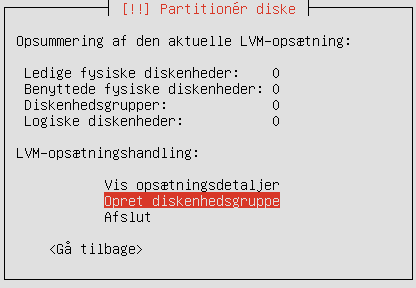 [!!] Partitionér diske
Opsummering af den aktuelle LVM-opsætning:
Ledige fysiske diskenheder: 0
Benyttede fysiske diskenheder: 0
Diskenhedsgrupper: 0
Logiske diskenheder: 0
LVM-opsætningshandling:
Vis opsætningsdetaljer
Opret diskenhedsgruppe
Afslut
<Gå tilbage>